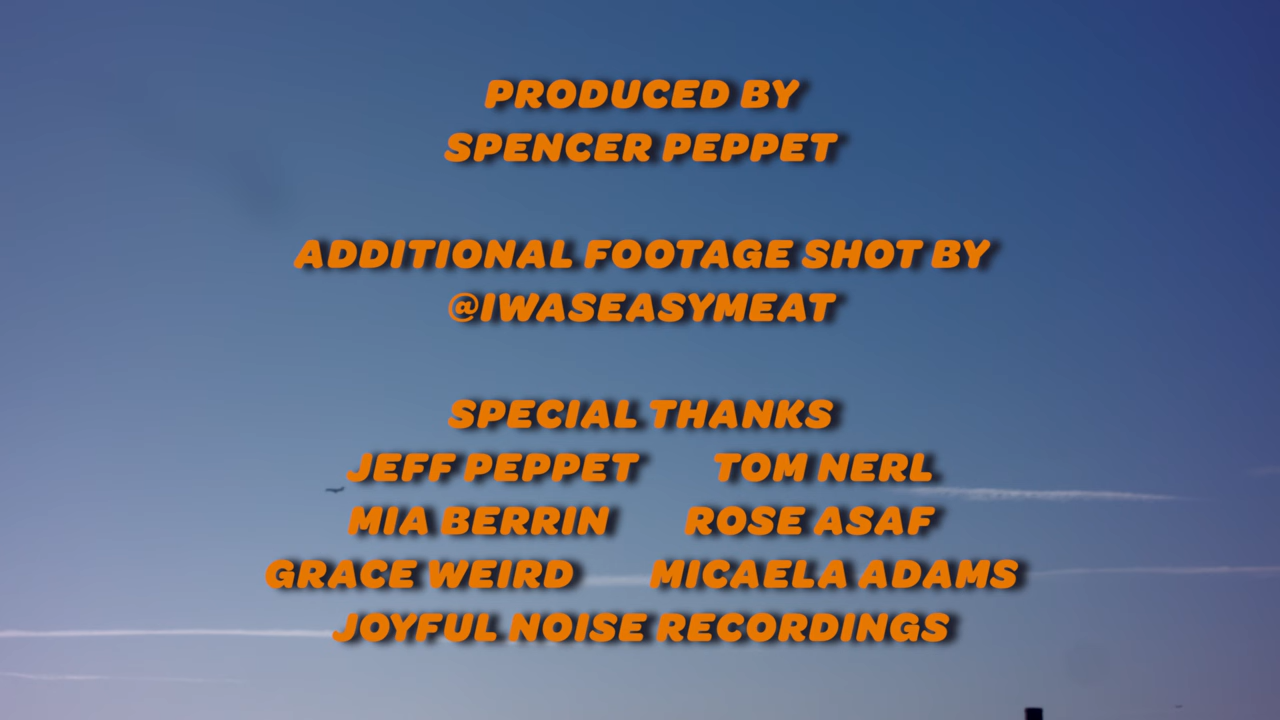 PRODUCED BY
SPENCER PEPPET
ADDITIONAL FOOTAGE SHOT BY
@IWASEASYMEAT
SPECIAL THANKS
JEFF PEPPET TOM NERL
MIA BERRIN ROSE ASAF
GRACE WEIRD MICAELA ADAMS
JOYFUL NOISE RECORDINGS